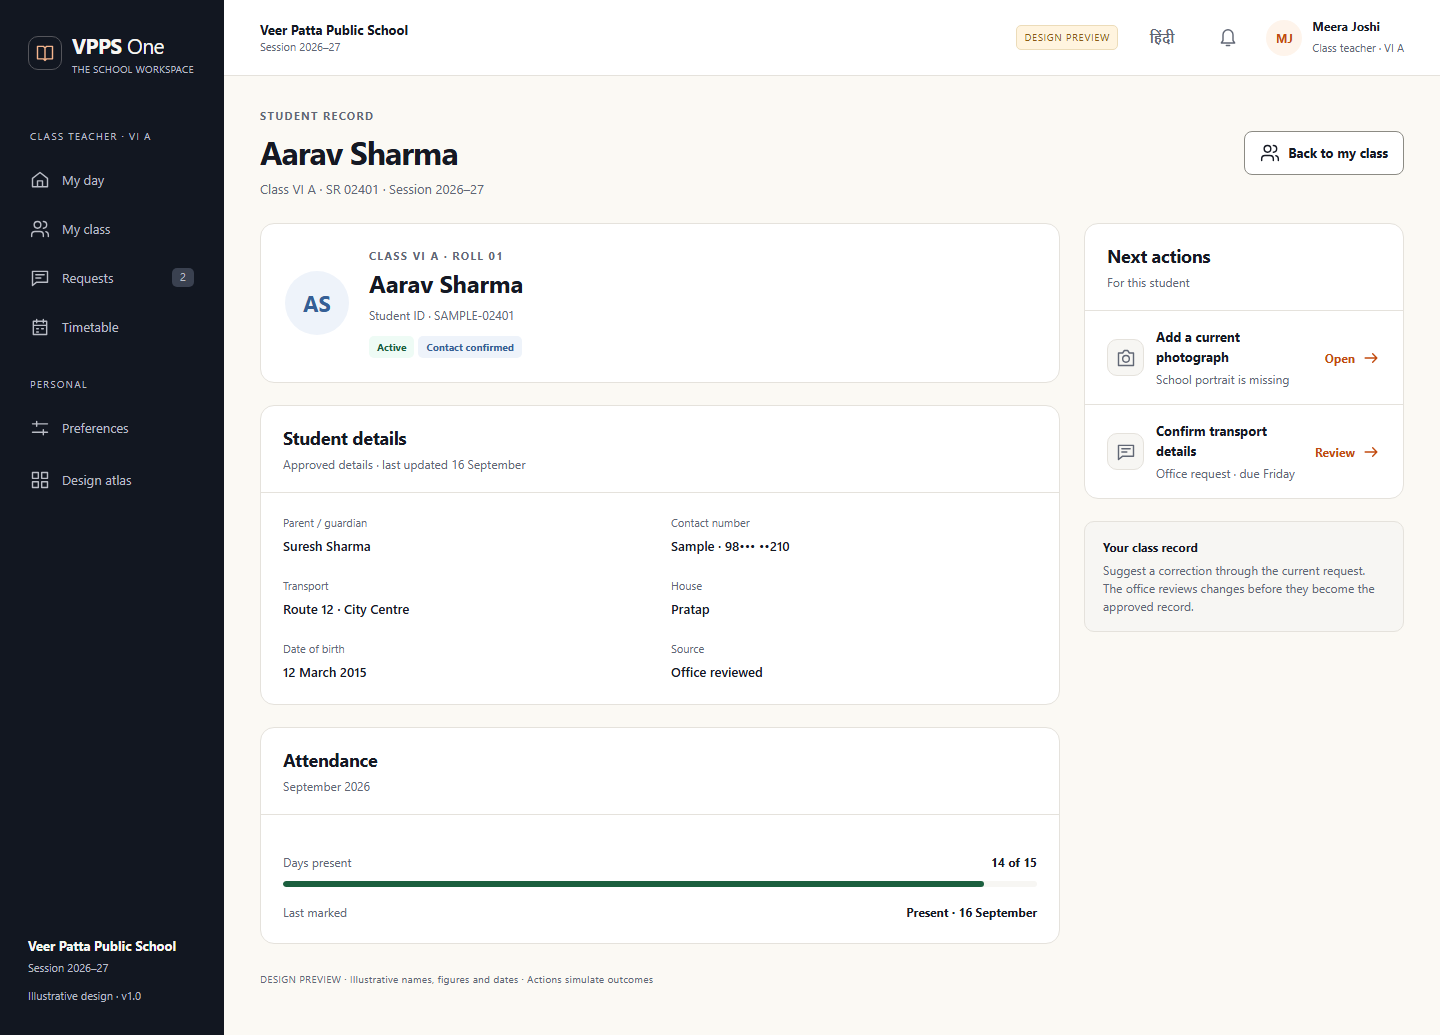 VPPS One
THE SCHOOL WORKSPACE
CLASS TEACHER · VI A
My day
My class
Requests 2
Timetable
PERSONAL
Preferences
Design atlas
Veer Patta Public School
Session 2026–27
Illustrative design · v1.0
Veer Patta Public School
Session 2026–27
DESIGN PREVIEW
हिंदी
MJ
Meera Joshi
Class teacher · VI A
STUDENT RECORD
Aarav Sharma
Class VI A · SR 02401 · Session 2026–27
Back to my class
AS
CLASS VI A · ROLL 01
Aarav Sharma
Student ID · SAMPLE-02401
Active
Contact confirmed
Student details
Approved details · last updated 16 September
Parent / guardian
Suresh Sharma
Contact number
Sample · 98••• ••210
Transport
Route 12 · City Centre
House
Pratap
Date of birth
12 March 2015
Source
Office reviewed
Attendance
September 2026
Days present 14 of 15
Last marked Present · 16 September
Next actions
For this student
Add a current
photograph
School portrait is missing
Open
Confirm transport
details
Office request · due Friday
Review
Your class record
Suggest a correction through the current request.
The office reviews changes before they become the
approved record.
DESIGN PREVIEW · Illustrative names, figures and dates · Actions simulate outcomes